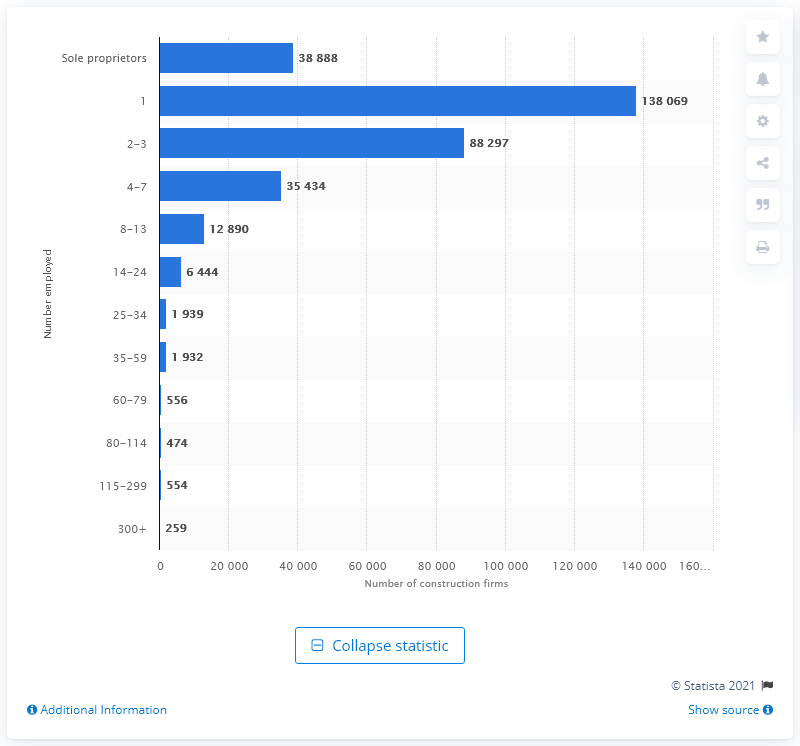 Sole proprietors 38 888
1 138 069
2–3 88 297
4–7 35 434
8–13 12 890
14–24 6 444
25–34 1 939
35–59 1 932
60–79 556
80–114 474
115–299 554
300+ 259
Number employed
0 20 000 40 000 60 000 80 000 100 000 120 000 140 000 160…
Number of construction firms
Collapse statistic
© Statista 2021
Additional Information Show source